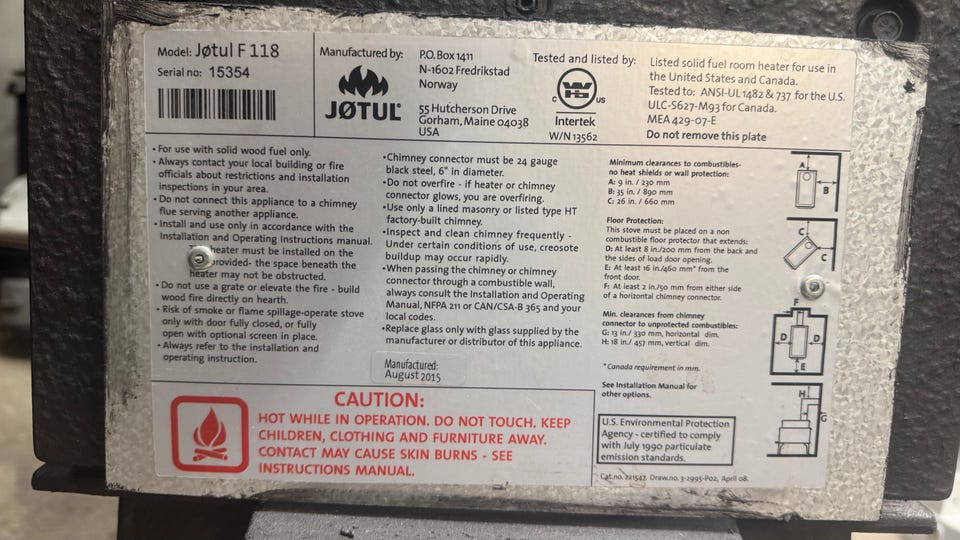 Model: Jøtul F 118
Serial no: 15354
Manufactured by:
JØTUL
P.O. Box 1411
N-1602 Fredrikstad
Norway
55 Hutcherson Drive
Gorham, Maine 04038
USA
Tested and listed by:
C WH US
Intertek
W/N 13562
Listed solid fuel room heater for use in
the United States and Canada.
Tested to: ANSI-UL 1482 & 737 for the U.S.
ULC-S627-M93 for Canada.
MEA 429-07-E
Do not remove this plate
• For use with solid wood fuel only.
• Always contact your local building or fire
officials about restrictions and installation
inspections in your area.
• Do not connect this appliance to a chimney
flue serving another appliance.
• Install and use only in accordance with the
Installation and Operating Instructions manual.
heater must be installed on the
provided- the space beneath the
heater may not be obstructed.
• Do not use a grate or elevate the fire - build
wood fire directly on hearth.
• Risk of smoke or flame spillage-operate stove
only with door fully closed, or fully
open with optional screen in place.
• Always refer to the installation and
operating instruction.
•Chimney connector must be 24 gauge
black steel, 6" in diameter.
•Do not overfire - if heater or chimney
connector glows, you are overfiring.
•Use only a lined masonry or listed type HT
factory-built chimney.
•Inspect and clean chimney frequently -
Under certain conditions of use, creosote
buildup may occur rapidly.
•When passing the chimney or chimney
connector through a combustible wall,
always consult the Installation and Operating
Manual, NFPA 211 or CAN/CSA-B 365 and your
local codes.
•Replace glass only with glass supplied by the
manufacturer or distributor of this appliance.
Manufactured:
August 2015
Minimum clearances to combustibles-
no heat shields or wall protection:
A: 9 in. / 230 mm
B: 35 in. / 890 mm
C: 26 in. / 660 mm
Floor Protection:
This stove must be placed on a non
combustible floor protector that extends:
D: At least 8 in./200 mm from the back and
the sides of load door opening.
E: At least 16 in./460 mm* from the
front door.
F: At least 2 in./50 mm from either side
of a horizontal chimney connector.
Min. clearances from chimney
connector to unprotected combustibles:
G: 13 in./ 330 mm, horizontal dim.
H: 18 in./ 457 mm, vertical dim.
* Canada requirement in mm.
See Installation Manual for
other options.
A
B
C
C
F
D D
E
H
G
CAUTION:
HOT WHILE IN OPERATION. DO NOT TOUCH. KEEP
CHILDREN, CLOTHING AND FURNITURE AWAY.
CONTACT MAY CAUSE SKIN BURNS - SEE
INSTRUCTIONS MANUAL.
U.S. Environmental Protection
Agency - certified to comply
with July 1990 particulate
emission standards.
Cat.no. 221547, Draw.no. 3-2995-P02, April 08.